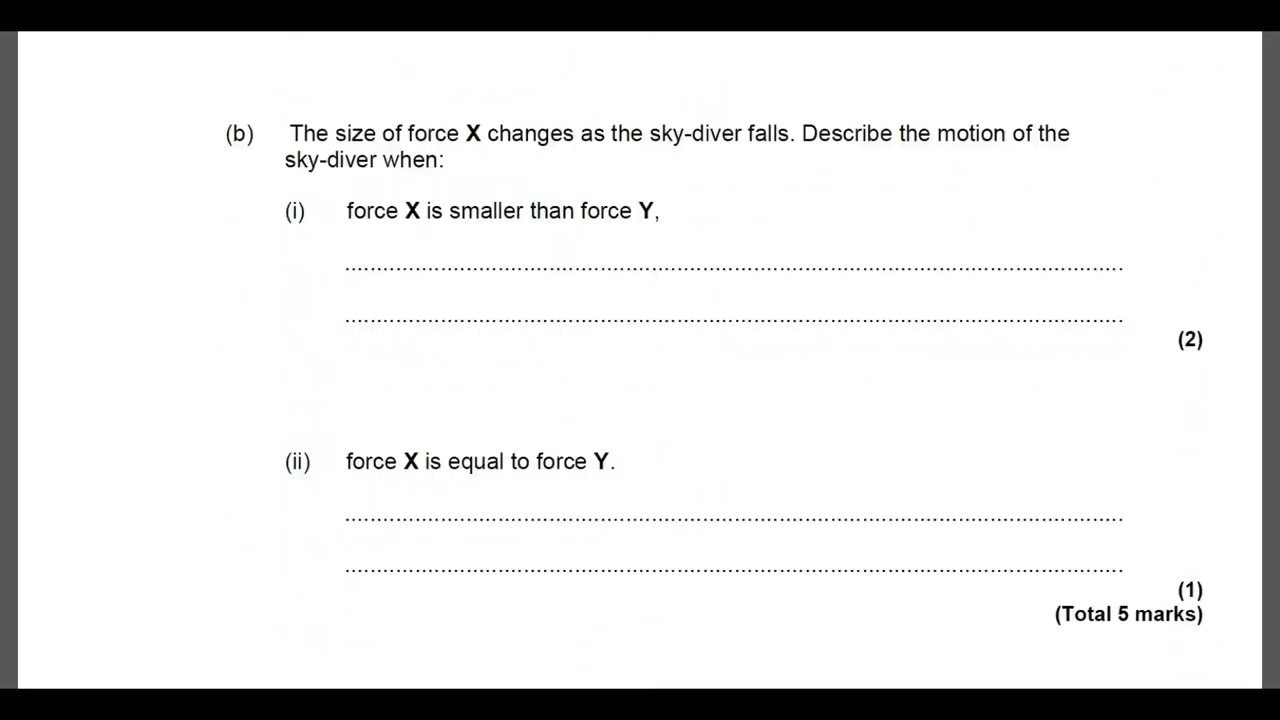 (b) The size of force X changes as the sky-diver falls. Describe the motion of the
sky-diver when:
(i) force X is smaller than force Y,
................................................................................................................................
................................................................................................................................
(2)
(ii) force X is equal to force Y.
................................................................................................................................
................................................................................................................................
(1)
(Total 5 marks)